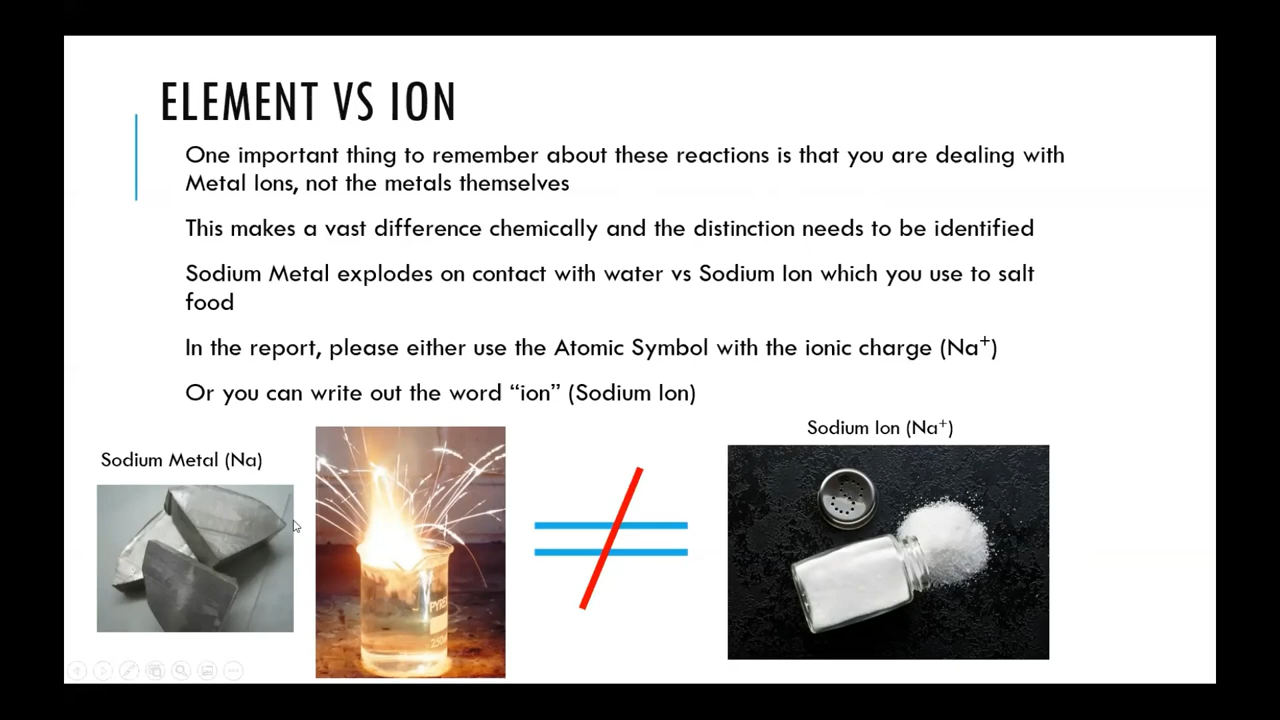 ELEMENT VS ION
One important thing to remember about these reactions is that you are dealing with
Metal Ions, not the metals themselves
This makes a vast difference chemically and the distinction needs to be identified
Sodium Metal explodes on contact with water vs Sodium Ion which you use to salt
food
In the report, please either use the Atomic Symbol with the ionic charge (Na⁺)
Or you can write out the word “ion” (Sodium Ion)
Sodium Metal (Na)
Sodium Ion (Na⁺)